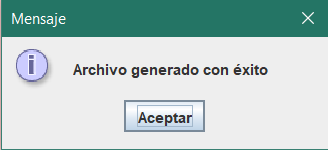 Mensaje
Archivo generado con éxito
Aceptar